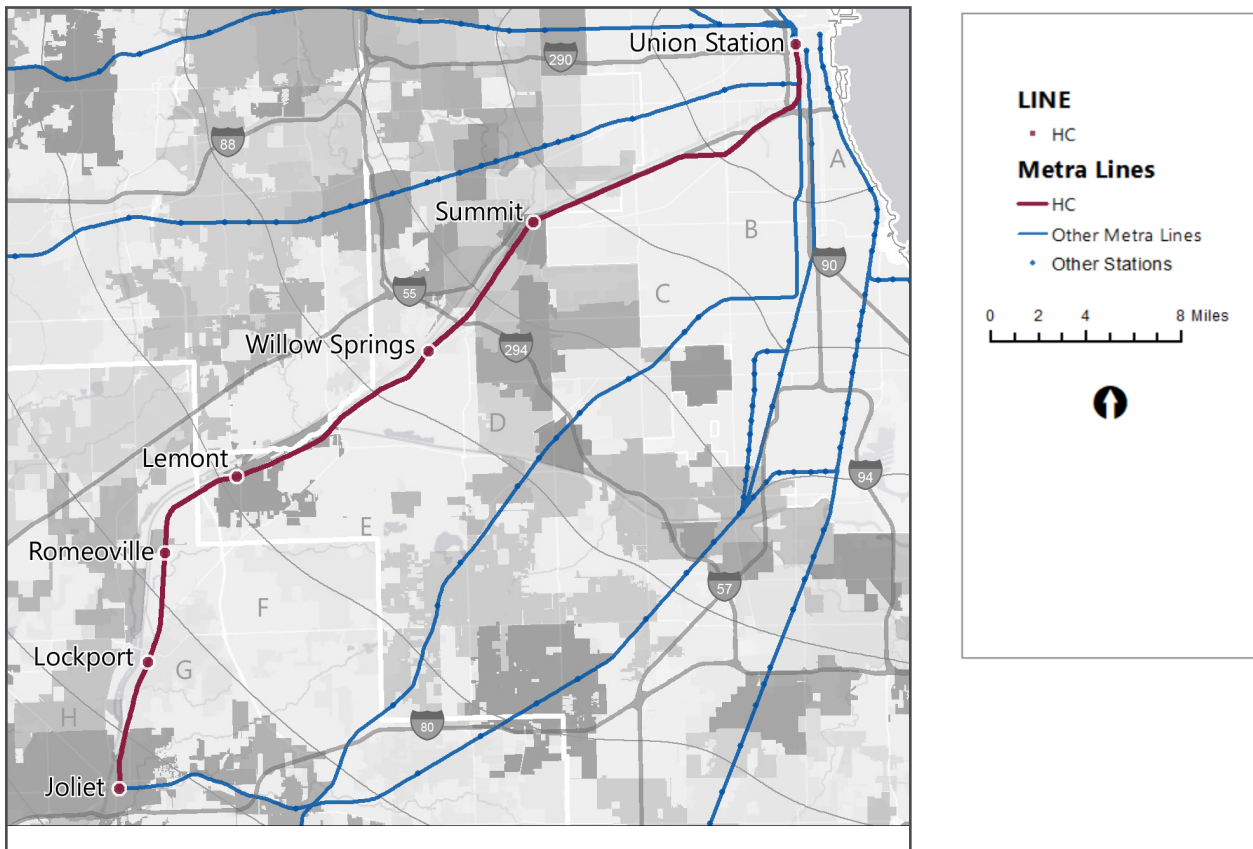 Union Station
290
88
A
Summit
B
90
55
C
Willow Springs
294
D
Lemont
94
E
Romeoville
57
F
Lockport
G
H
80
Joliet
LINE
HC
Metra Lines
HC
Other Metra Lines
Other Stations
0 2 4 8 Miles